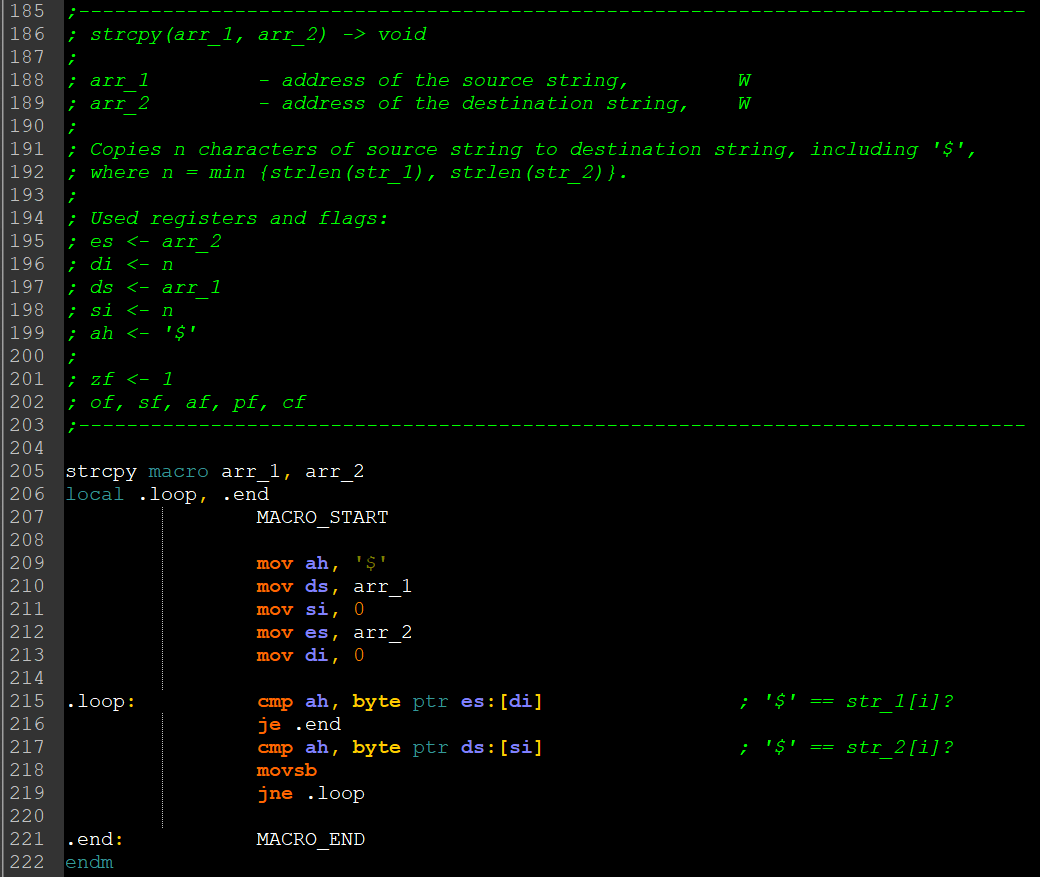 185 ;-------------------------------------------------------------------------------
186 ; strcpy(arr_1, arr_2) -> void
187 ;
188 ; arr_1         - address of the source string,         W
189 ; arr_2         - address of the destination string,    W
190 ;
191 ; Copies n characters of source string to destination string, including '$',
192 ; where n = min {strlen(str_1), strlen(str_2)}.
193 ;
194 ; Used registers and flags:
195 ; es <- arr_2
196 ; di <- n
197 ; ds <- arr_1
198 ; si <- n
199 ; ah <- '$'
200 ;
201 ; zf <- 1
202 ; of, sf, af, pf, cf
203 ;-------------------------------------------------------------------------------
204
205 strcpy macro arr_1, arr_2
206 local .loop, .end
207                 MACRO_START
208
209                 mov ah, '$'
210                 mov ds, arr_1
211                 mov si, 0
212                 mov es, arr_2
213                 mov di, 0
214
215 .loop:          cmp ah, byte ptr es:[di]                ; '$' == str_1[i]?
216                 je .end
217                 cmp ah, byte ptr ds:[si]                ; '$' == str_2[i]?
218                 movsb
219                 jne .loop
220
221 .end:           MACRO_END
222 endm